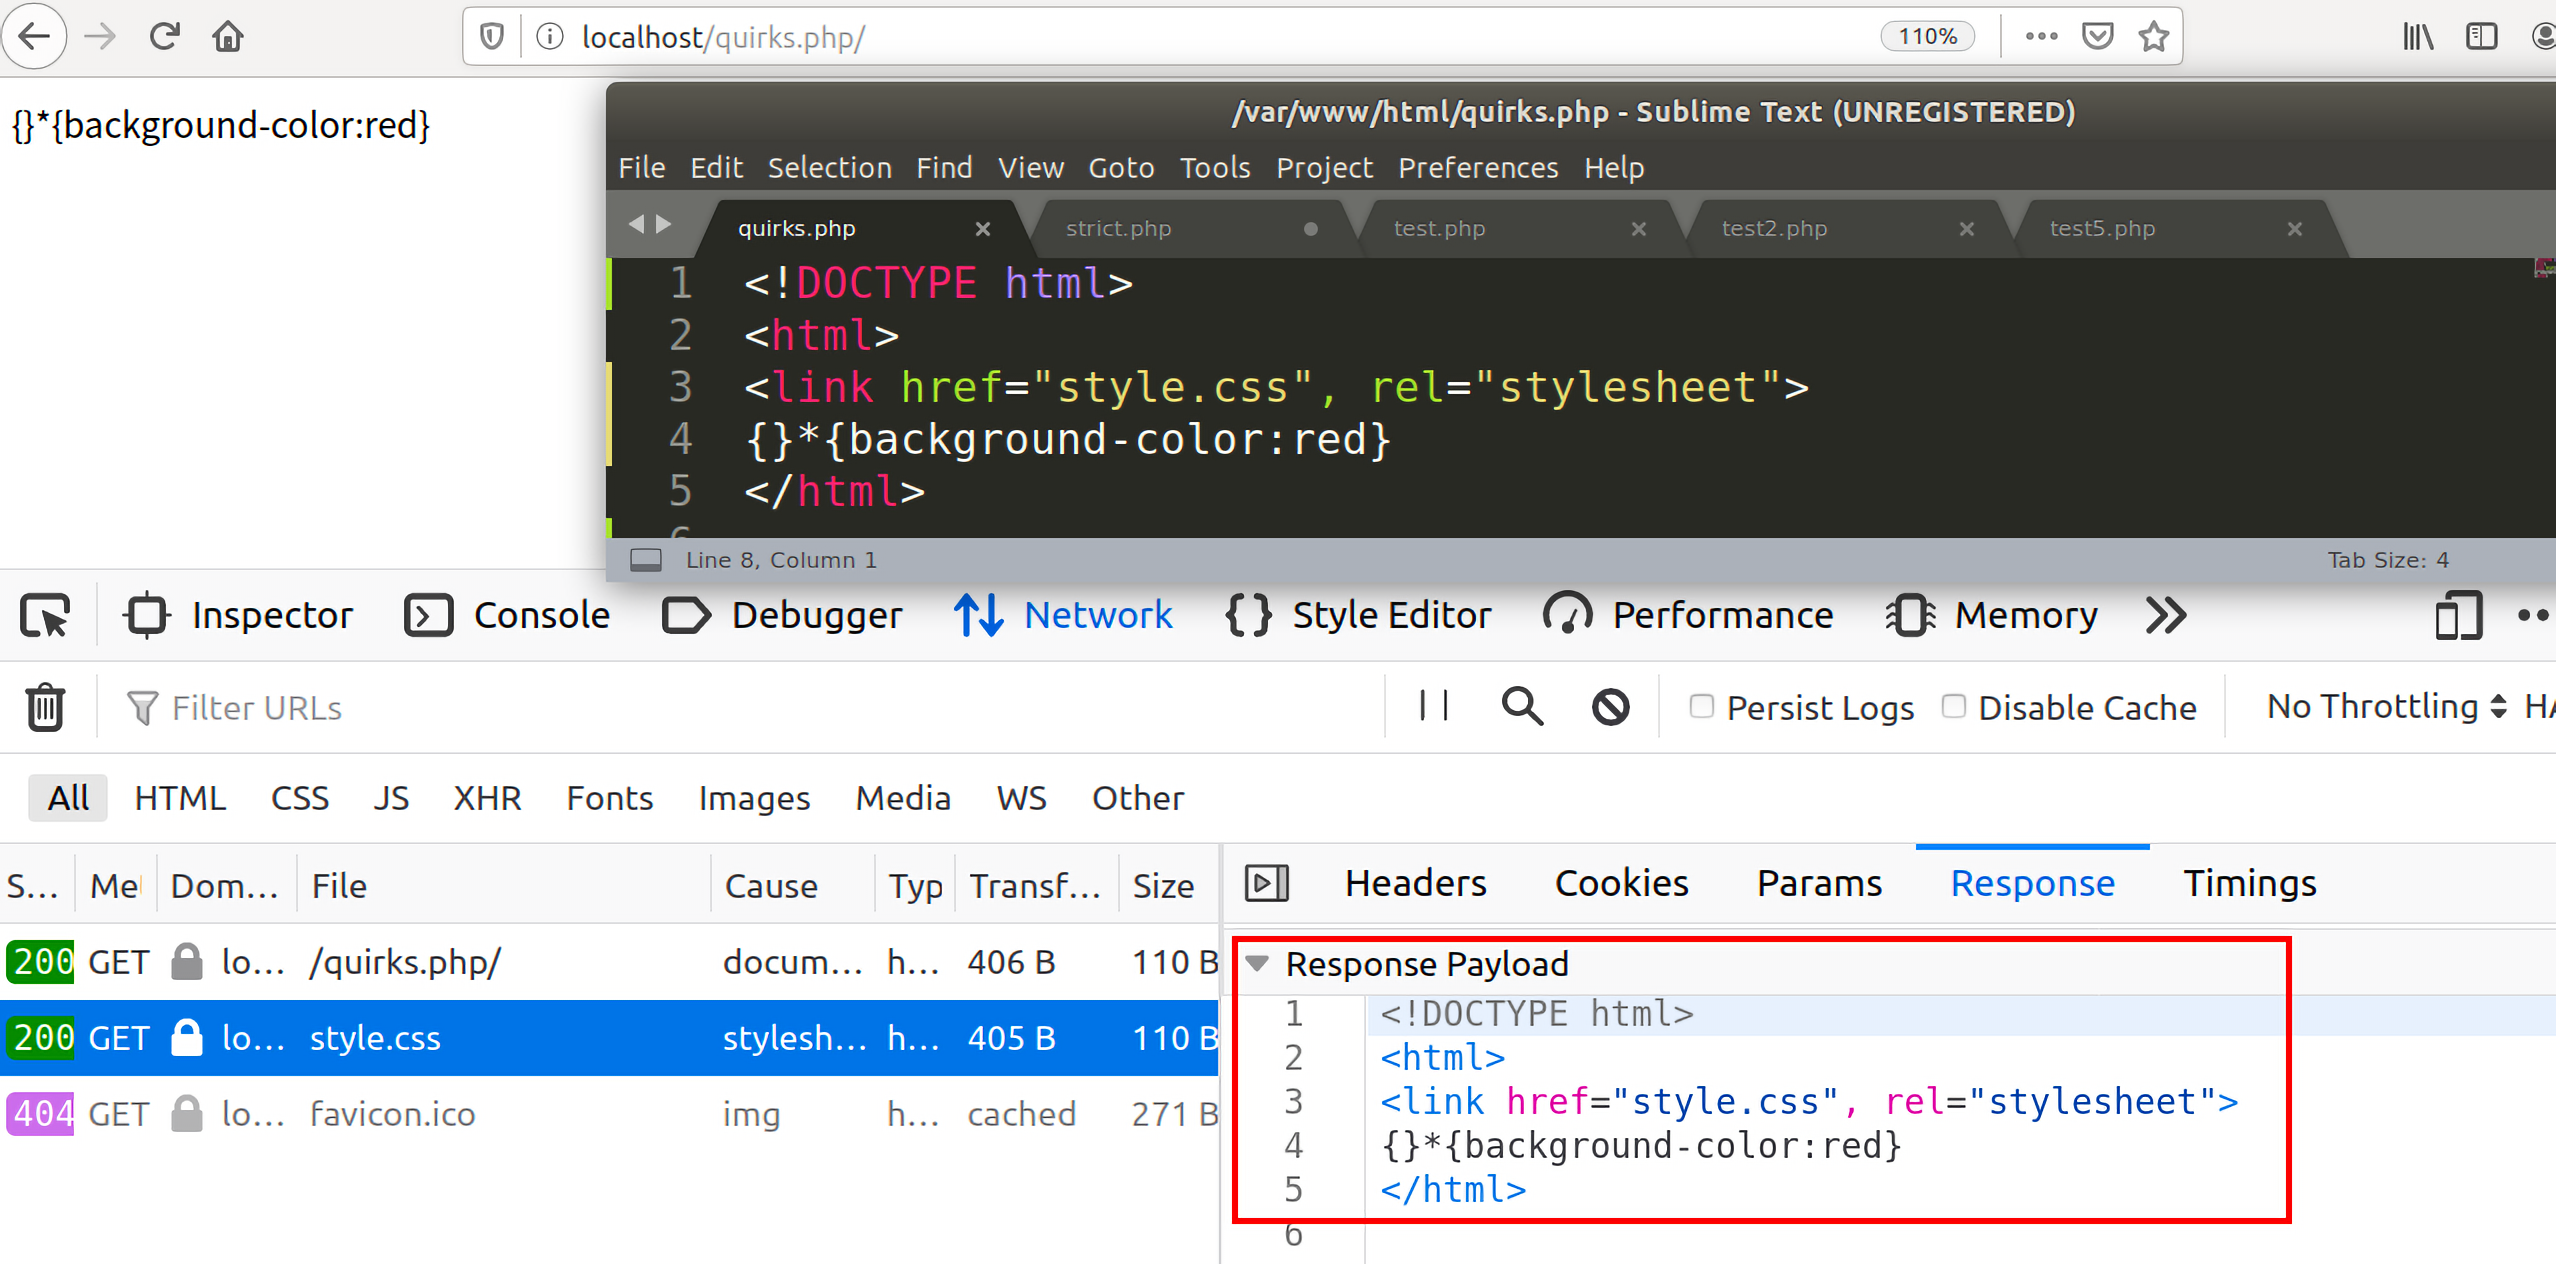 localhost/quirks.php/
110%
{}*{background-color:red}
/var/www/html/quirks.php - Sublime Text (UNREGISTERED)
File Edit Selection Find View Goto Tools Project Preferences Help
quirks.php strict.php test.php test2.php test5.php
1 <!DOCTYPE html>
2 <html>
3 <link href="style.css", rel="stylesheet">
4 {}*{background-color:red}
5 </html>
Line 8, Column 1 Tab Size: 4
Inspector Console Debugger Network Style Editor Performance Memory
Filter URLs Persist Logs Disable Cache No Throttling
All HTML CSS JS XHR Fonts Images Media WS Other
S... Me Dom... File Cause Typ Transf... Size
Headers Cookies Params Response Timings
200 GET lo... /quirks.php/ docum... h... 406 B 110 B
200 GET lo... style.css stylesh... h... 405 B 110 B
404 GET lo... favicon.ico img h... cached 271 B
Response Payload
1 <!DOCTYPE html>
2 <html>
3 <link href="style.css", rel="stylesheet">
4 {}*{background-color:red}
5 </html>
6